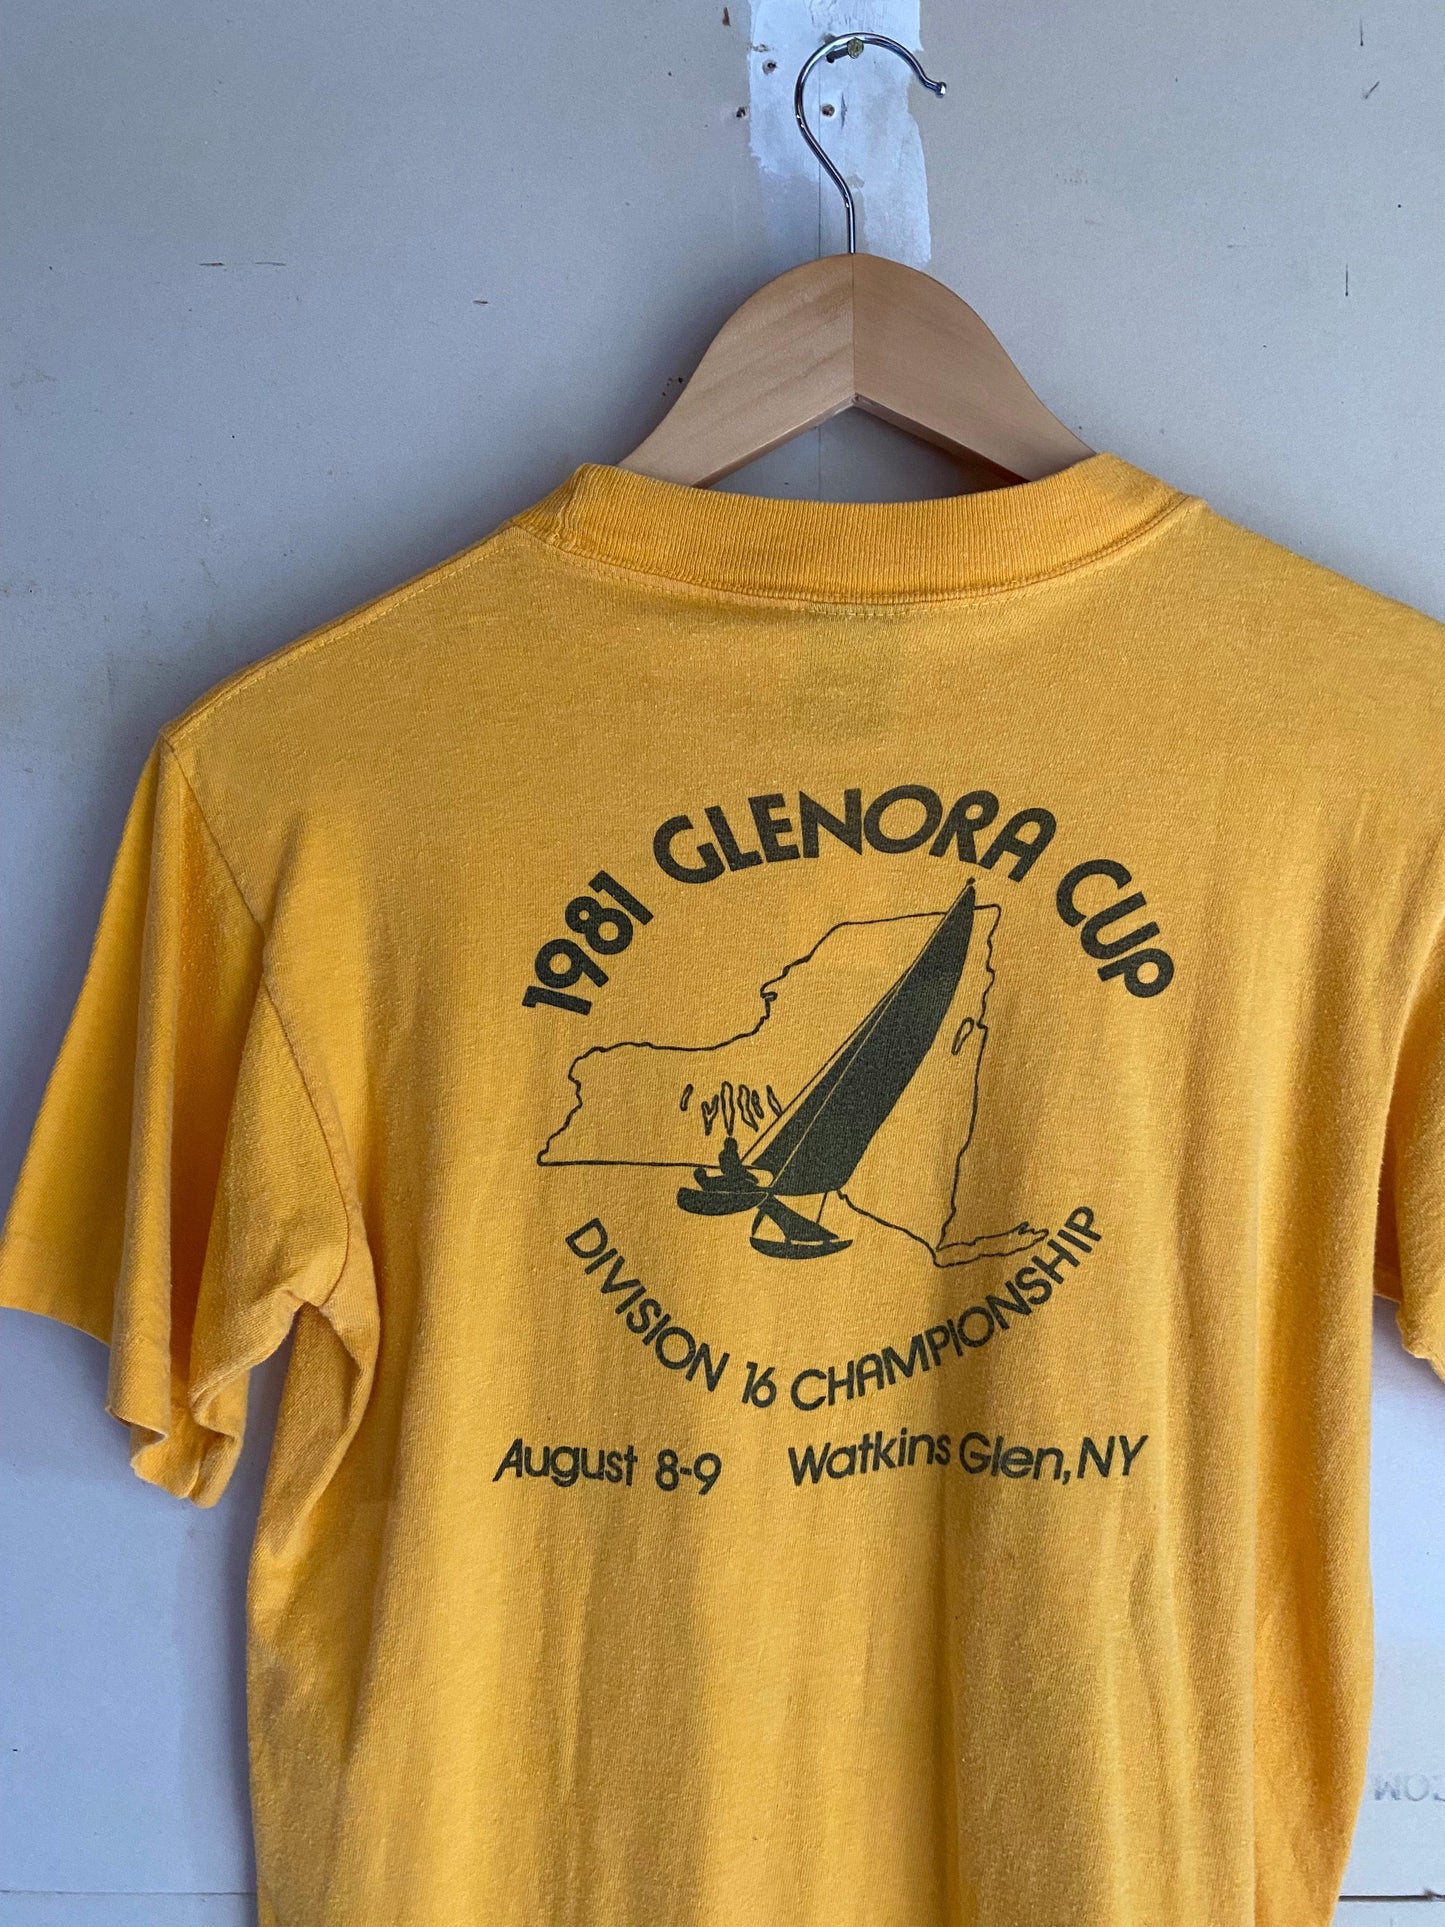 1981 GLENORA CUP
DIVISION 16 CHAMPIONSHIP
August 8-9 Watkins Glen, NY